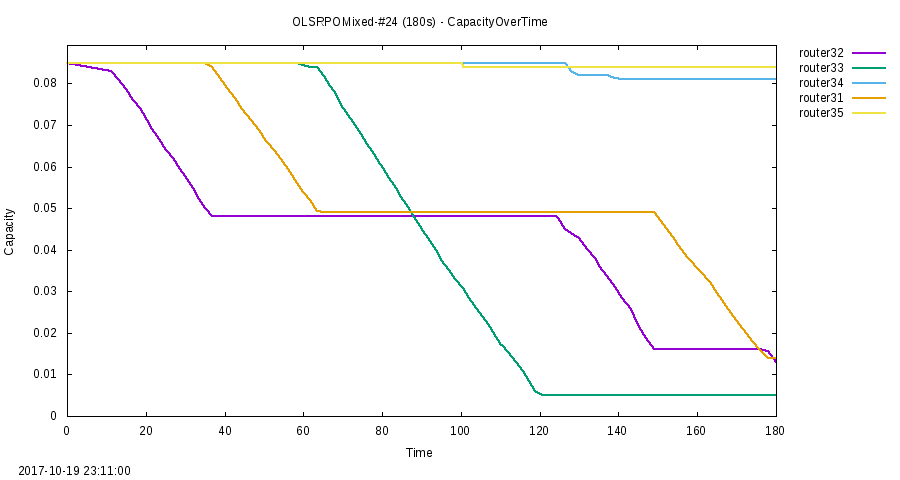 OLSRPOMixed-#24 (180s) - CapacityOverTime
router32
router33
router34
router31
router35
0.08
0.07
0.06
0.05
0.04
0.03
0.02
0.01
0
Capacity
0 20 40 60 80 100 120 140 160 180
Time
2017-10-19 23:11:00